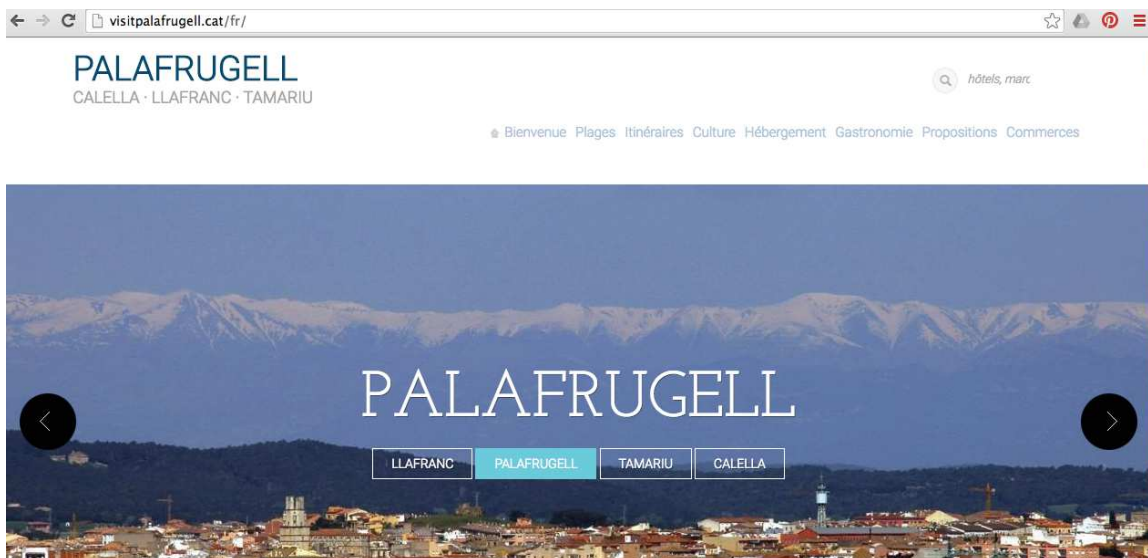 visitpalafrugell.cat/fr/
PALAFRUGELL
CALELLA · LLAFRANC · TAMARIU
hôtels, marc
Bienvenue Plages Itinéraires Culture Hébergement Gastronomie Propositions Commerces
PALAFRUGELL
LLAFRANC PALAFRUGELL TAMARIU CALELLA